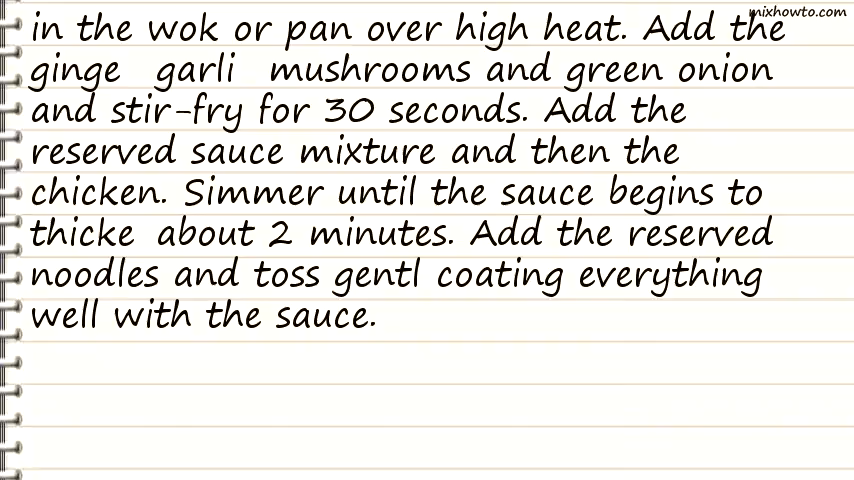 mixhowto.com
in the wok or pan over high heat. Add the
ginge garli mushrooms and green onion
and stir-fry for 30 seconds. Add the
reserved sauce mixture and then the
chicken. Simmer until the sauce begins to
thicke about 2 minutes. Add the reserved
noodles and toss gentl coating everything
well with the sauce.